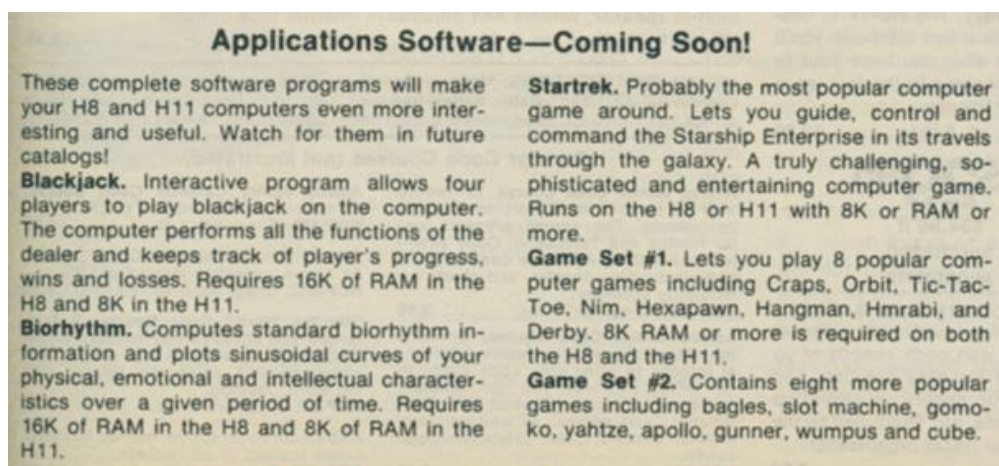 Applications Software—Coming Soon!
These complete software programs will make
your H8 and H11 computers even more inter-
esting and useful. Watch for them in future
catalogs!
Blackjack. Interactive program allows four
players to play blackjack on the computer.
The computer performs all the functions of the
dealer and keeps track of player's progress,
wins and losses. Requires 16K of RAM in the
H8 and 8K in the H11.
Biorhythm. Computes standard biorhythm in-
formation and plots sinusoidal curves of your
physical, emotional and intellectual character-
istics over a given period of time. Requires
16K of RAM in the H8 and 8K of RAM in the
H11.
Startrek. Probably the most popular computer
game around. Lets you guide, control and
command the Starship Enterprise in its travels
through the galaxy. A truly challenging, so-
phisticated and entertaining computer game.
Runs on the H8 or H11 with 8K or RAM or
more.
Game Set #1. Lets you play 8 popular com-
puter games including Craps, Orbit, Tic-Tac-
Toe, Nim, Hexapawn, Hangman, Hmrabi, and
Derby. 8K RAM or more is required on both
the H8 and the H11.
Game Set #2. Contains eight more popular
games including bagles, slot machine, gomo-
ko, yahtze, apollo, gunner, wumpus and cube.